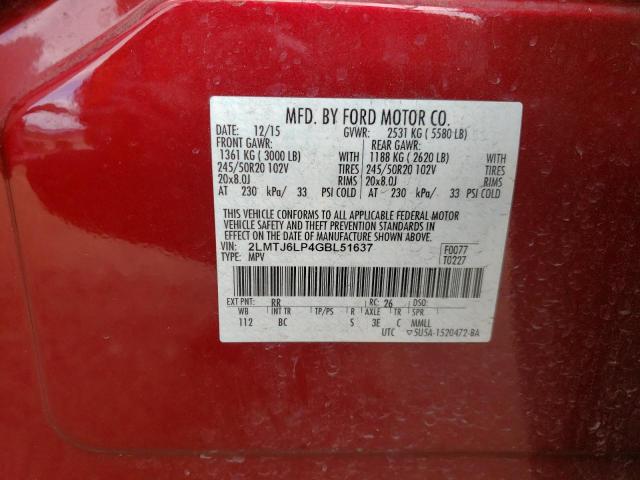 MFD. BY FORD MOTOR CO.
DATE: 12/15 GVWR: 2531 KG ( 5580 LB)
FRONT GAWR: REAR GAWR:
1361 KG ( 3000 LB) WITH 1188 KG ( 2620 LB) WITH
245/50R20 102V TIRES 245/50R20 102V TIRES
20x8.0J RIMS 20x8.0J RIMS
AT 230 kPa/ 33 PSI COLD AT 230 kPa/ 33 PSI COLD
THIS VEHICLE CONFORMS TO ALL APPLICABLE FEDERAL MOTOR
VEHICLE SAFETY AND THEFT PREVENTION STANDARDS IN EFFECT ON THE
DATE OF MANUFACTURE SHOWN ABOVE.
VIN: 2LMTJ6LP4GBL51637 F0077
TYPE: MPV T0227
EXT PNT: RR RC: 26 DSO:
WB INT TR TP/PS R AXLE TR SPR
112 BC 5 3E C MMLL
UTC ▽5U5A-1520472-BA